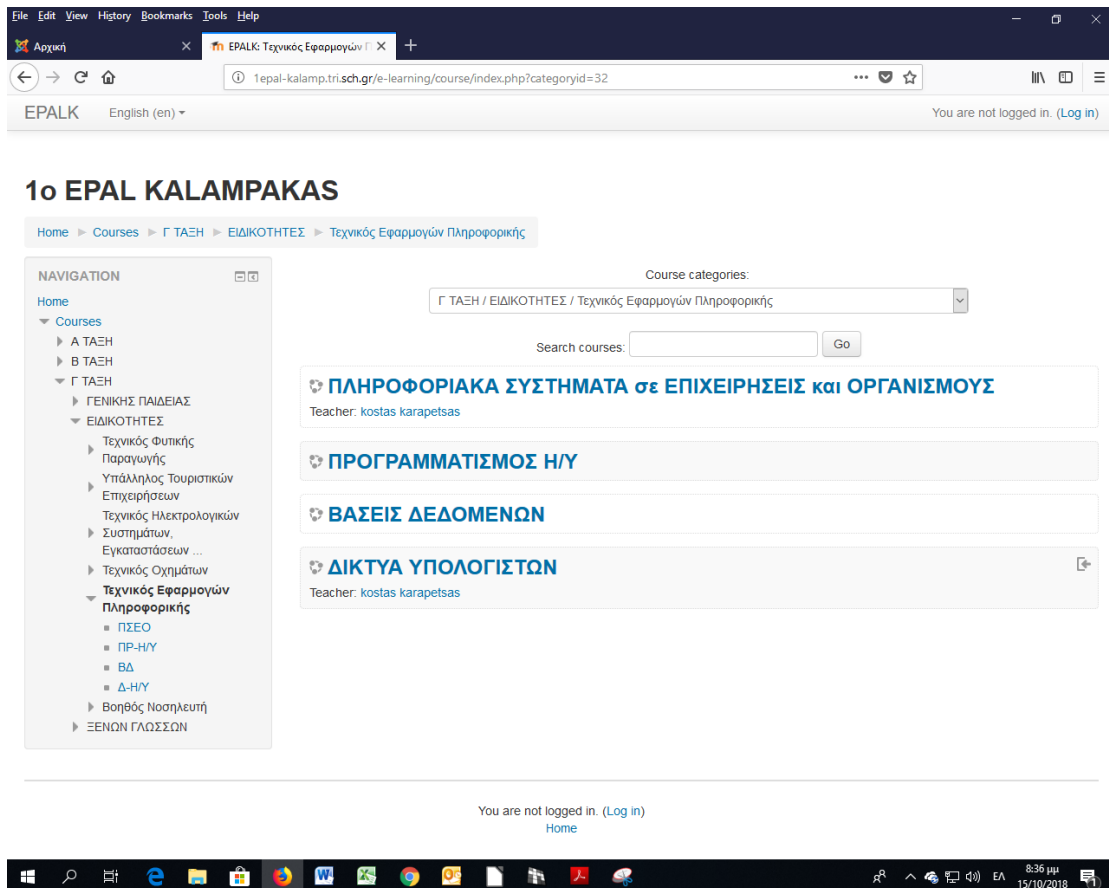 File Edit View History Bookmarks Tools Help
Αρχική
EPALK: Τεχνικός Εφαρμογών Π
1epal-kalamp.tri.sch.gr/e-learning/course/index.php?categoryid=32
EPALK English (en)
You are not logged in. (Log in)
1o EPAL KALAMPAKAS
Home Courses Γ ΤΑΞΗ ΕΙΔΙΚΟΤΗΤΕΣ Τεχνικός Εφαρμογών Πληροφορικής
NAVIGATION
Home
Courses
Α ΤΑΞΗ
Β ΤΑΞΗ
Γ ΤΑΞΗ
ΓΕΝΙΚΗΣ ΠΑΙΔΕΙΑΣ
ΕΙΔΙΚΟΤΗΤΕΣ
Τεχνικός Φυτικής
Παραγωγής
Υπάλληλος Τουριστικών
Επιχειρήσεων
Τεχνικός Ηλεκτρολογικών
Συστημάτων,
Εγκαταστάσεων ...
Τεχνικός Οχημάτων
Τεχνικός Εφαρμογών
Πληροφορικής
ΠΣΕΟ
ΠΡ-Η/Υ
ΒΔ
Δ-Η/Υ
Βοηθός Νοσηλευτή
ΞΕΝΩΝ ΓΛΩΣΣΩΝ
Course categories:
Γ ΤΑΞΗ / ΕΙΔΙΚΟΤΗΤΕΣ / Τεχνικός Εφαρμογών Πληροφορικής
Search courses: Go
ΠΛΗΡΟΦΟΡΙΑΚΑ ΣΥΣΤΗΜΑΤΑ σε ΕΠΙΧΕΙΡΗΣΕΙΣ και ΟΡΓΑΝΙΣΜΟΥΣ
Teacher: kostas karapetsas
ΠΡΟΓΡΑΜΜΑΤΙΣΜΟΣ Η/Υ
ΒΑΣΕΙΣ ΔΕΔΟΜΕΝΩΝ
ΔΙΚΤΥΑ ΥΠΟΛΟΓΙΣΤΩΝ
Teacher: kostas karapetsas
You are not logged in. (Log in)
Home
ΕΛ
8:36 μμ
15/10/2018